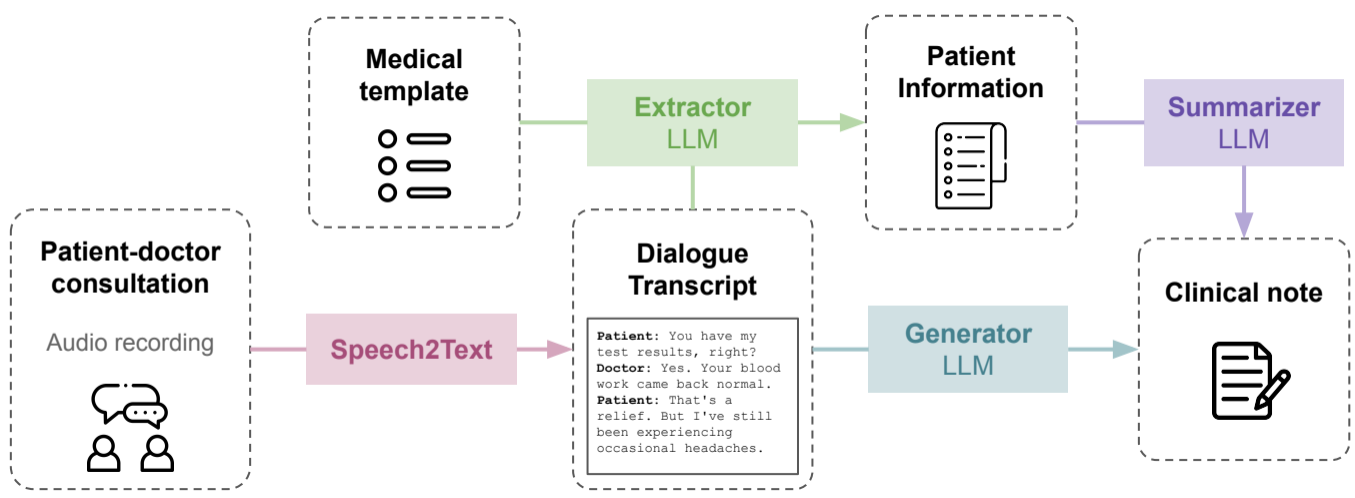 Medical
template
Extractor
LLM
Patient
Information
Summarizer
LLM
Patient-doctor
consultation
Audio recording
Speech2Text
Dialogue
Transcript
Patient: You have my
test results, right?
Doctor: Yes. Your blood
work came back normal.
Patient: That's a
relief. But I've still
been experiencing
occasional headaches.
Generator
LLM
Clinical note